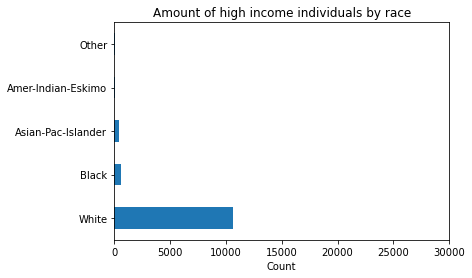 Amount of high income individuals by race
Other
Amer-Indian-Eskimo
Asian-Pac-Islander
Black
White
0 5000 10000 15000 20000 25000 30000
Count